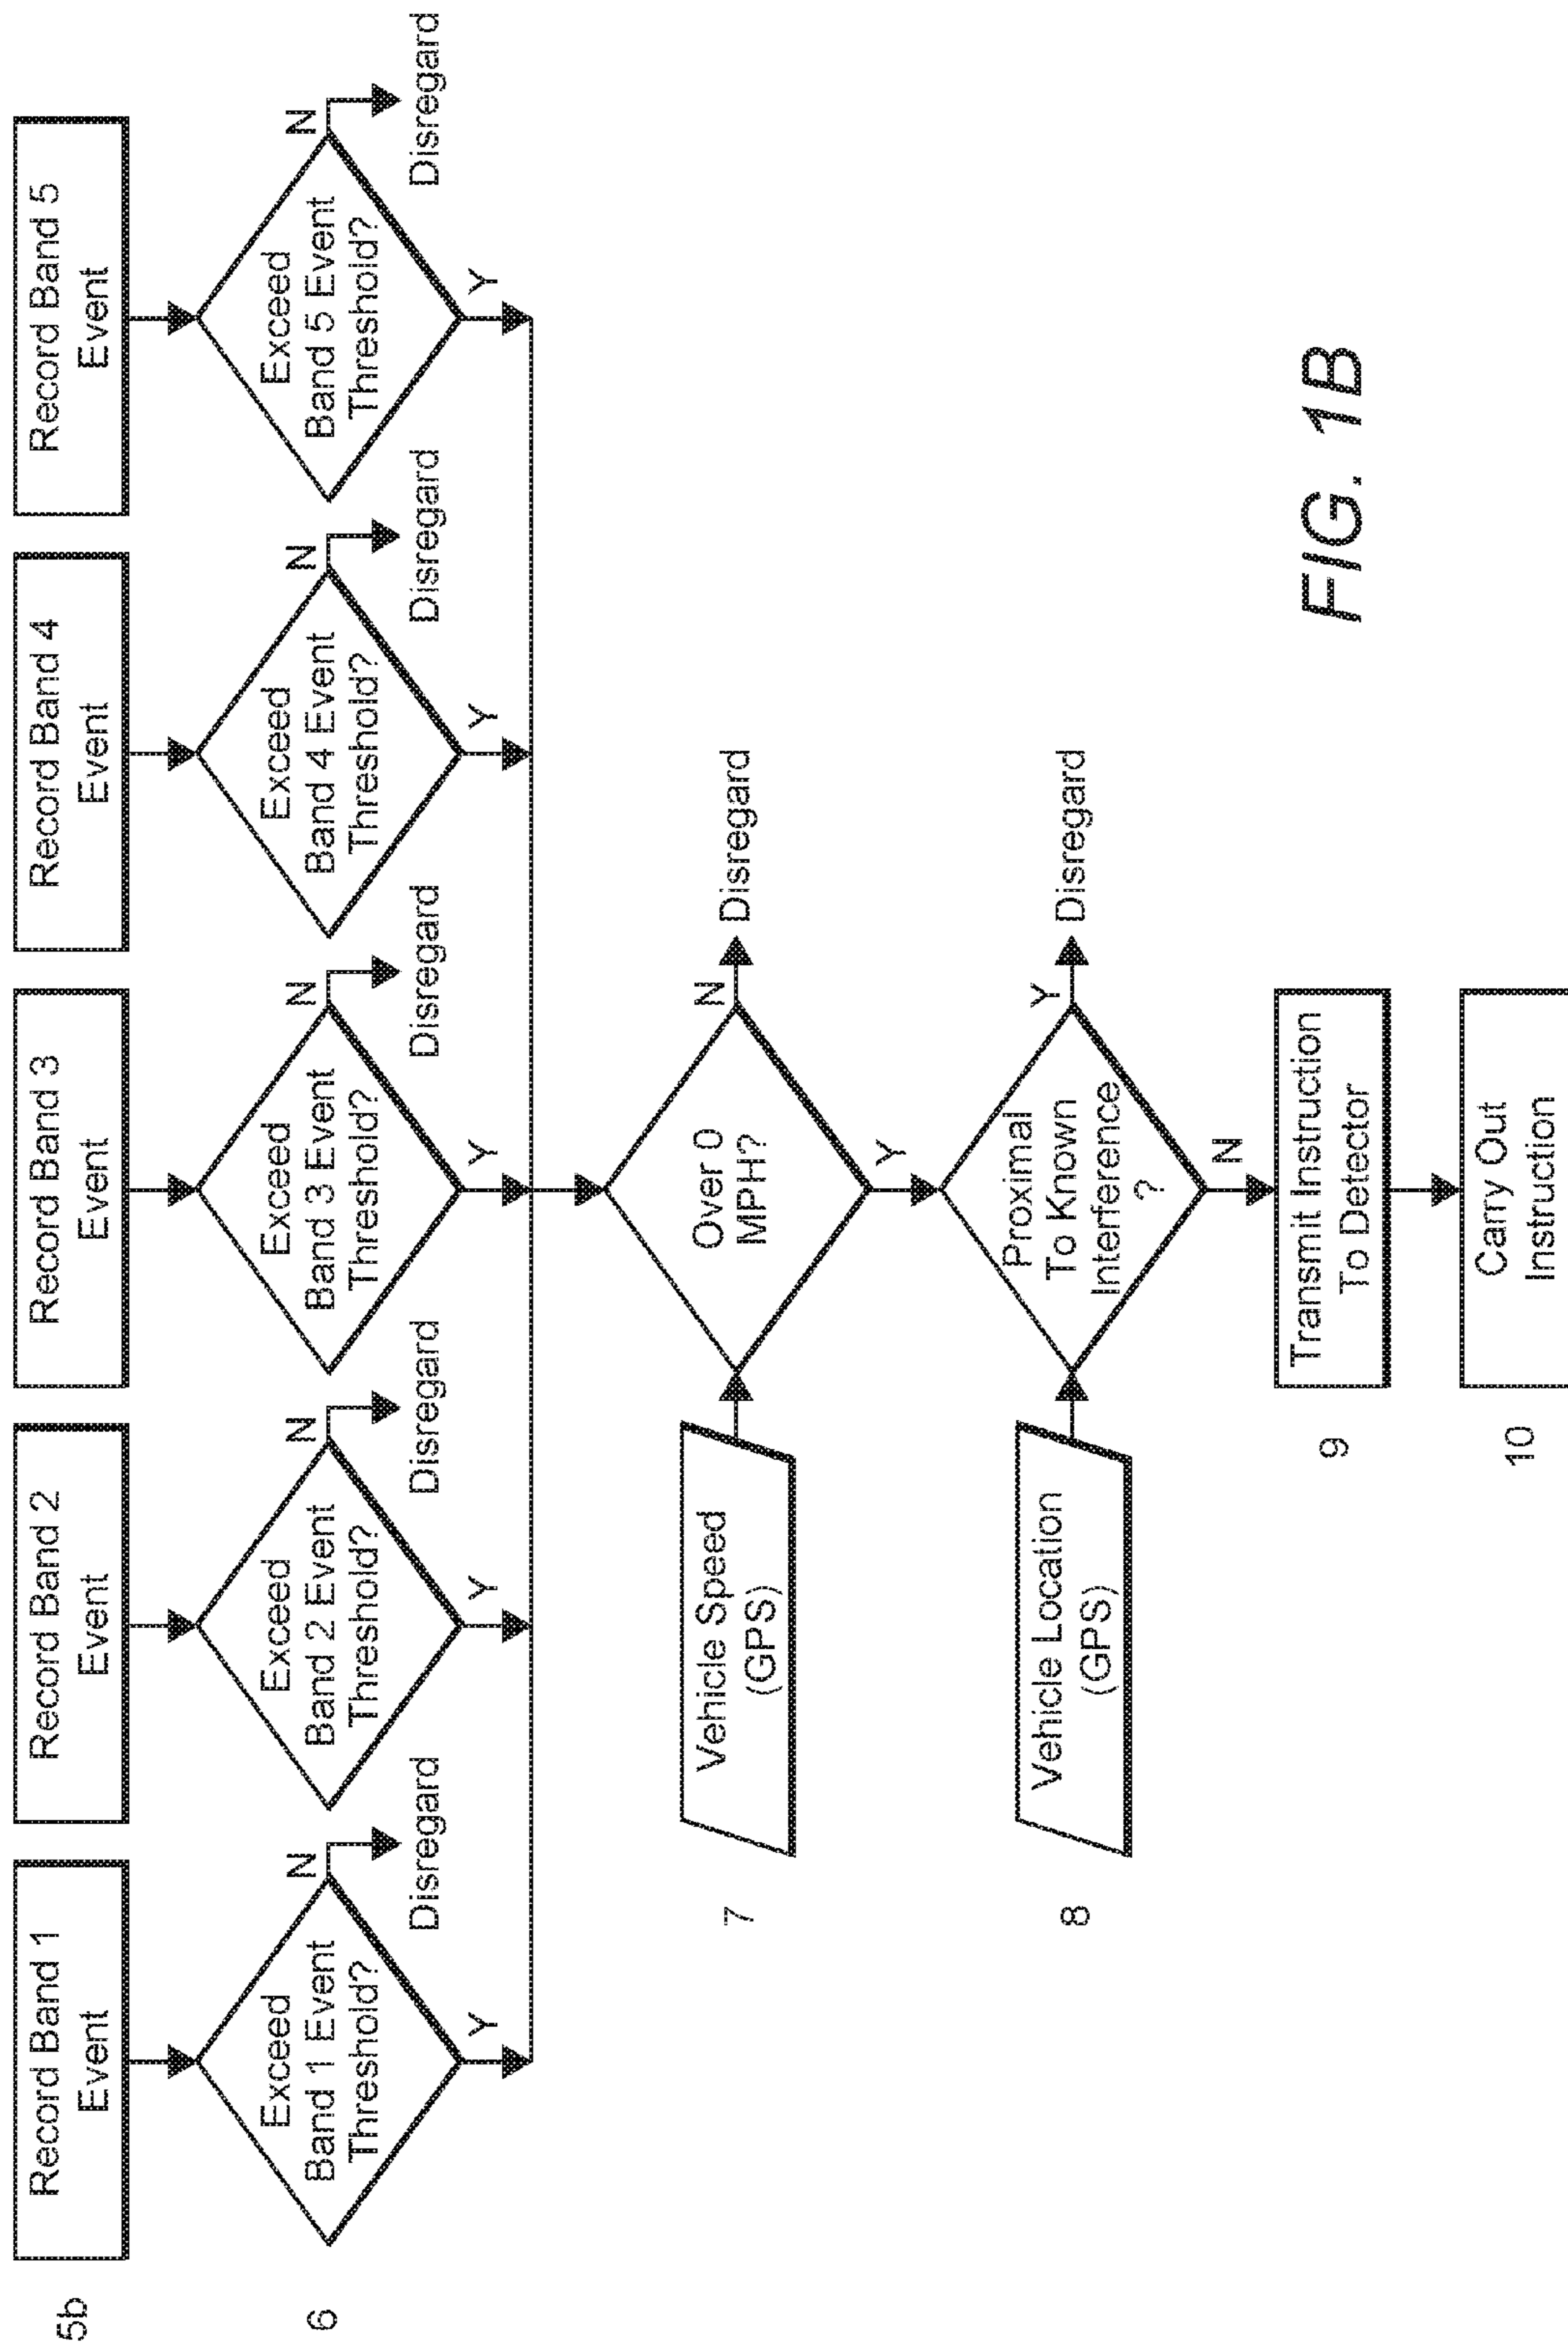 5b
Record Band 1
Event
Record Band 2
Event
Record Band 3
Event
Record Band 4
Event
Record Band 5
Event
6
Exceed
Band 1 Event
Threshold?
N
Disregard
Y
Exceed
Band 2 Event
Threshold?
N
Disregard
Y
Exceed
Band 3 Event
Threshold?
N
Disregard
Y
Exceed
Band 4 Event
Threshold?
N
Disregard
Y
Exceed
Band 5 Event
Threshold?
N
Disregard
Y
7
Vehicle Speed
(GPS)
Over 0
MPH?
N
Disregard
Y
8
Vehicle Location
(GPS)
Proximal
To Known
Interference
?
Y
Disregard
N
9
Transmit Instruction
To Detector
10
Carry Out
Instruction
FIG. 1B